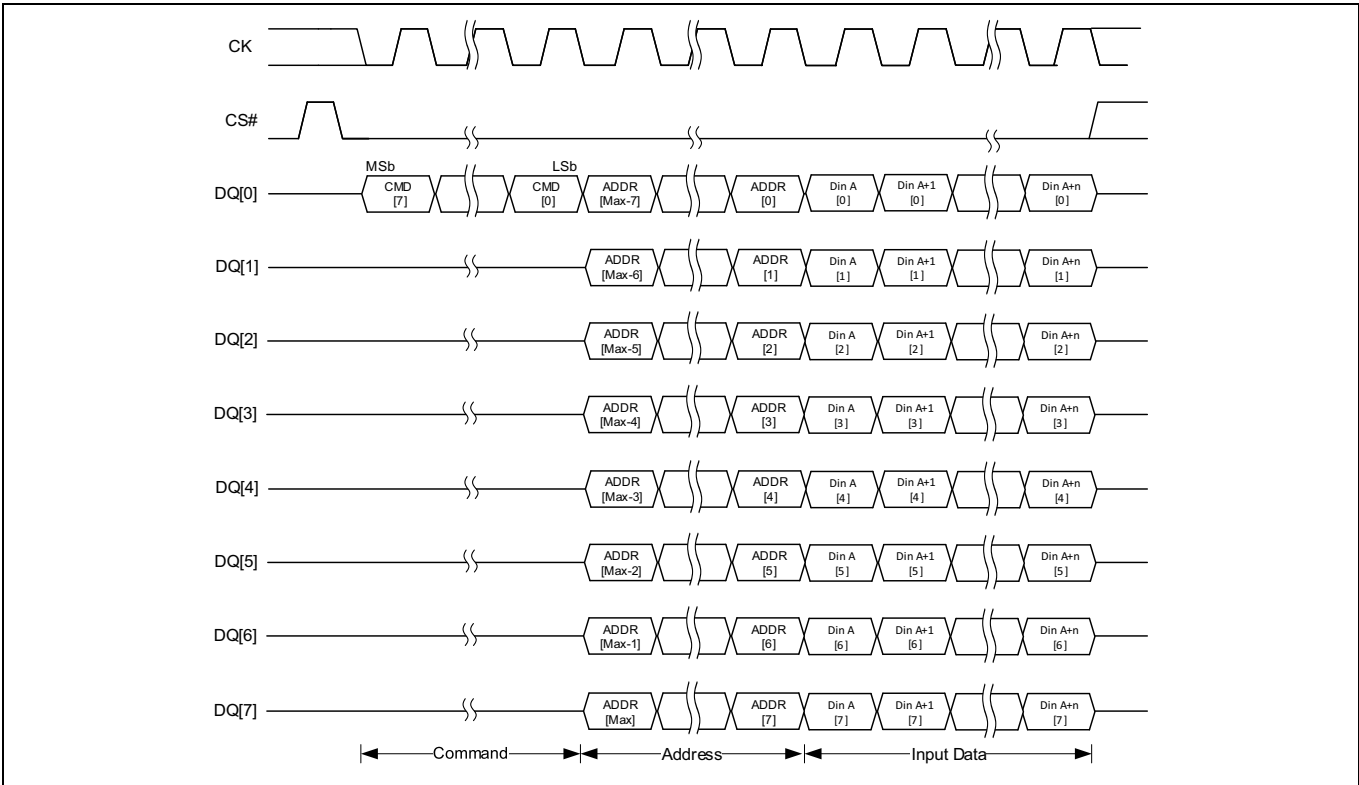 CK
CS#
MSb LSb
DQ[0] CMD CMD ADDR ADDR Din A Din A+1 Din A+n
[7] [0] [Max-7] [0] [0] [0] [0]
DQ[1] ADDR ADDR Din A Din A+1 Din A+n
[Max-6] [1] [1] [1] [1]
DQ[2] ADDR ADDR Din A Din A+1 Din A+n
[Max-5] [2] [2] [2] [2]
DQ[3] ADDR ADDR Din A Din A+1 Din A+n
[Max-4] [3] [3] [3] [3]
DQ[4] ADDR ADDR Din A Din A+1 Din A+n
[Max-3] [4] [4] [4] [4]
DQ[5] ADDR ADDR Din A Din A+1 Din A+n
[Max-2] [5] [5] [5] [5]
DQ[6] ADDR ADDR Din A Din A+1 Din A+n
[Max-1] [6] [6] [6] [6]
DQ[7] ADDR ADDR Din A Din A+1 Din A+n
[Max] [7] [7] [7] [7]
Command Address Input Data